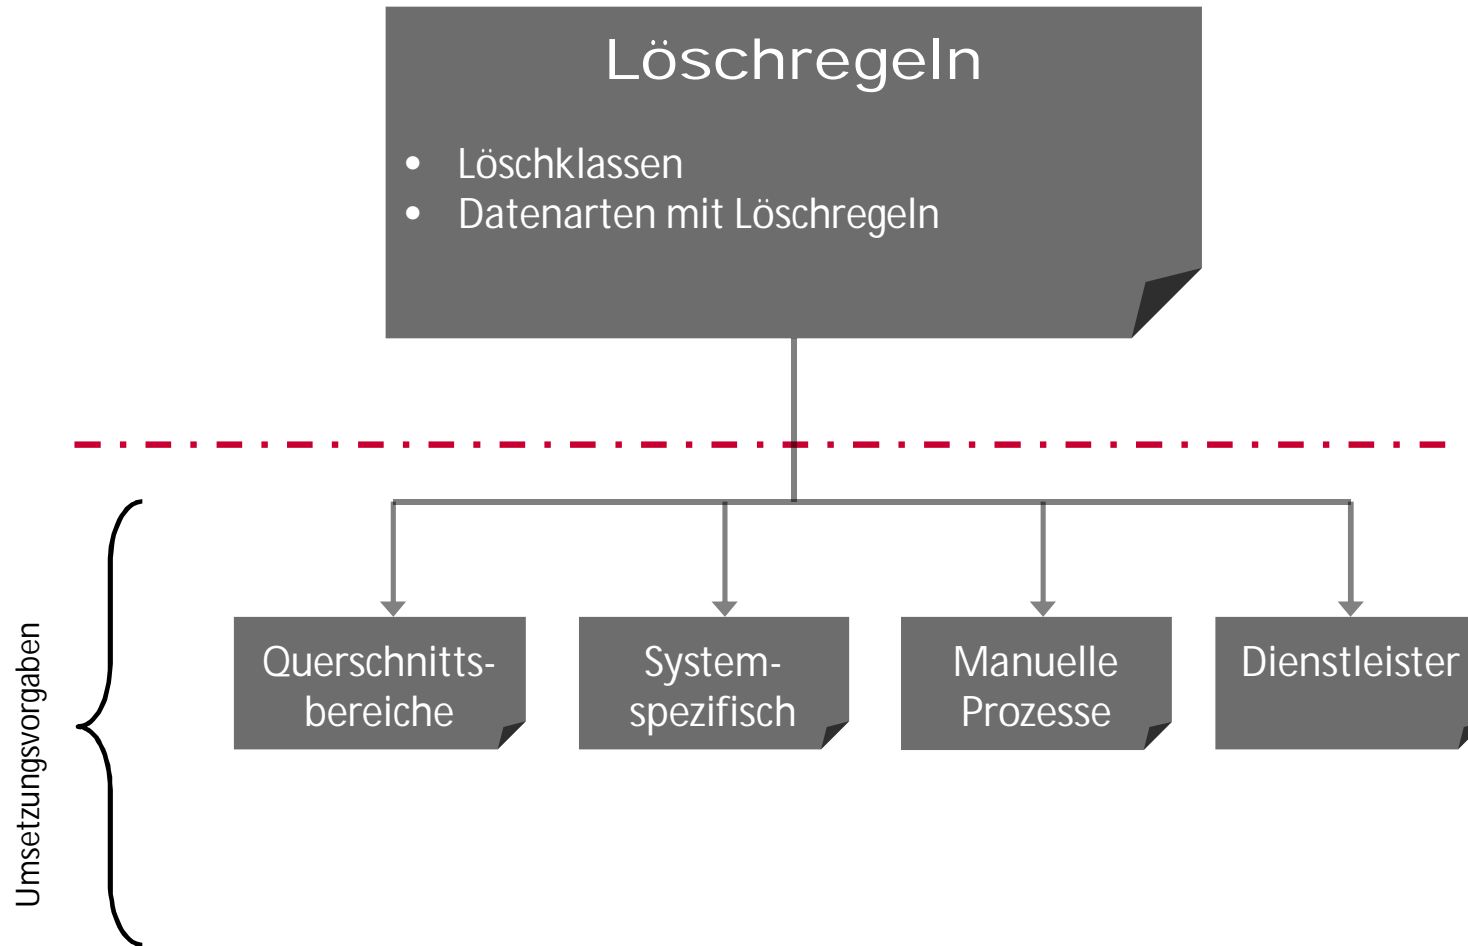 Löschregeln
• Löschklassen
• Datenarten mit Löschregeln
Umsetzungsvorgaben
Querschnitts-
bereiche
System-
spezifisch
Manuelle
Prozesse
Dienstleister